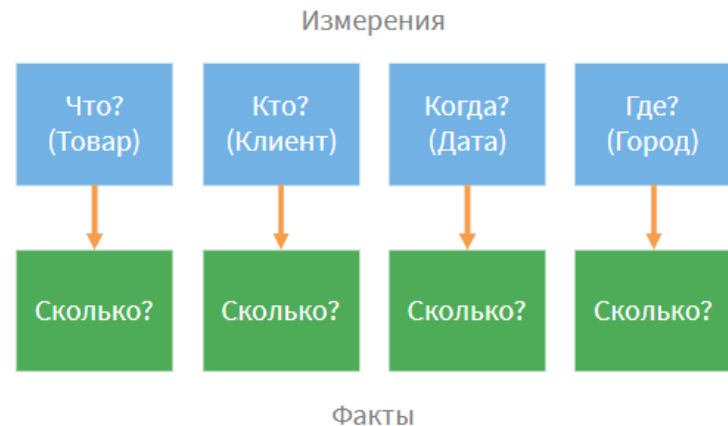 Измерения
Что?
(Товар)
Кто?
(Клиент)
Когда?
(Дата)
Где?
(Город)
Сколько?
Сколько?
Сколько?
Сколько?
Факты